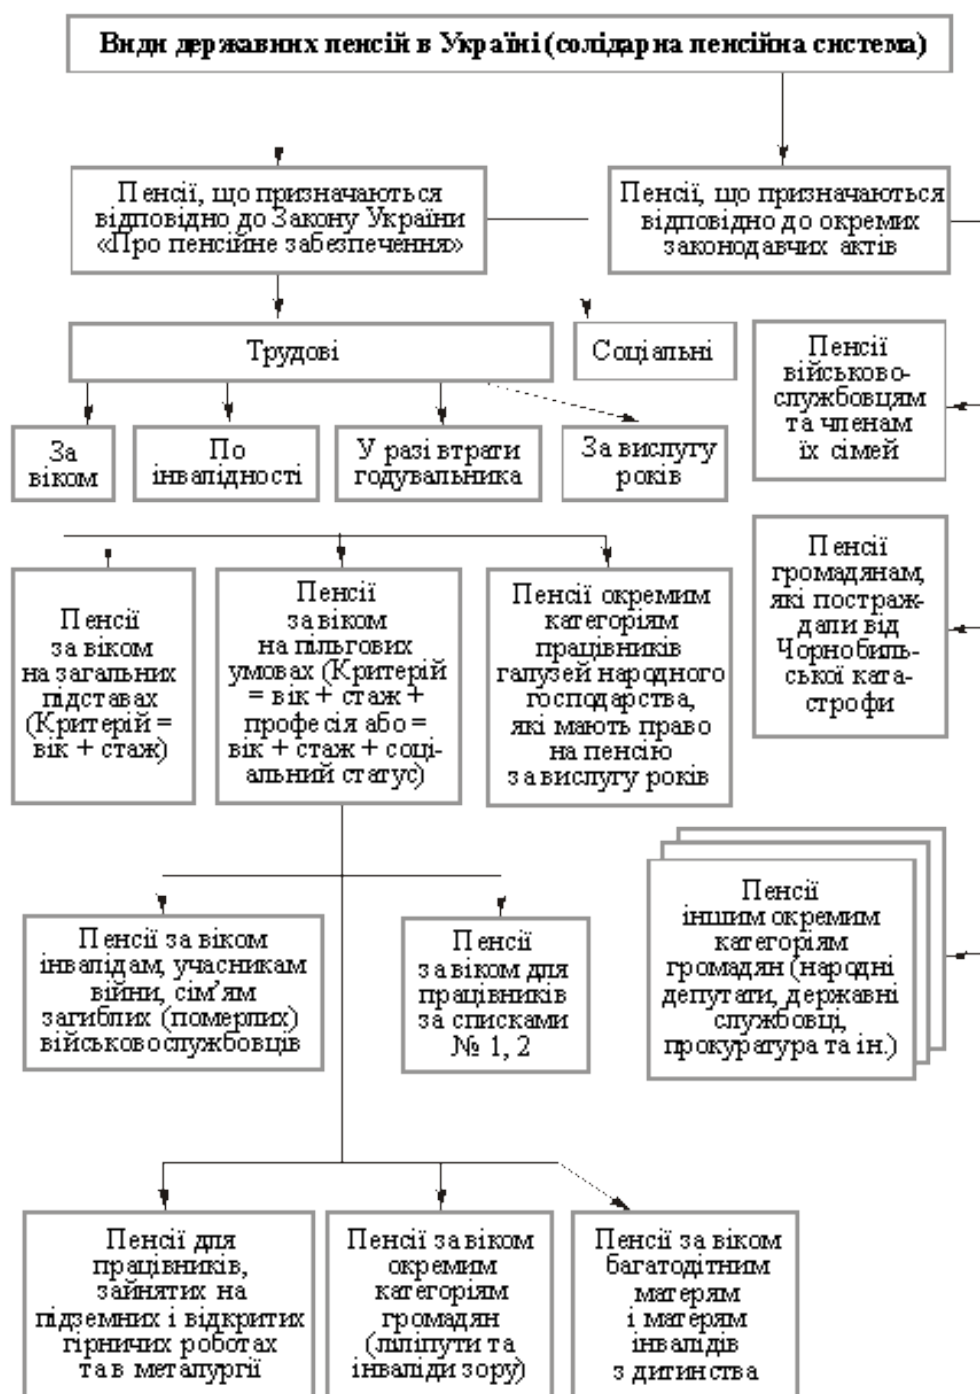 Види державних пенсій в Україні (солідарна пенсійна система)
Пенсії, що призначаються
відповідно до Закону України
«Про пенсійне забезпечення»
Пенсії, що призначаються
відповідно до окремих
законодавчих актів
Трудові
Соціальні
Пенсії
військово-
службовцям
та членам
їх сімей
За
віком
По
інвалідності
У разі втрати
годувальника
За вислугу
років
Пенсії
громадянам,
які постраж-
дали від
Чорнобиль-
ської ката-
строфи
Пенсії
за віком
на загальних
підставах
(Критерій =
вік + стаж)
Пенсії
за віком
на пільгових
умовах (Критерій
= вік + стаж +
професія або =
вік + стаж + соці-
альний статус)
Пенсії окремим
категоріям
працівників
галузей народного
господарства,
які мають право
на пенсію
за вислугу років
Пенсії
іншим окремим
категоріям
громадян (народні
депутати, державні
службовці,
прокуратура та ін.)
Пенсії за віком
інвалідам, учасникам
війни, сім’ям
загиблих (померлих)
військовослужбовців
Пенсії
за віком для
працівників
за списками
№ 1, 2
Пенсії для
працівників,
зайнятих на
підземних і відкритих
гірничих роботах
та в металургії
Пенсії за віком
окремим
категоріям
громадян
(ліліпути та
інваліди зору)
Пенсії за віком
багатодітним
матерям
і матерям
інвалідів
з дитинства